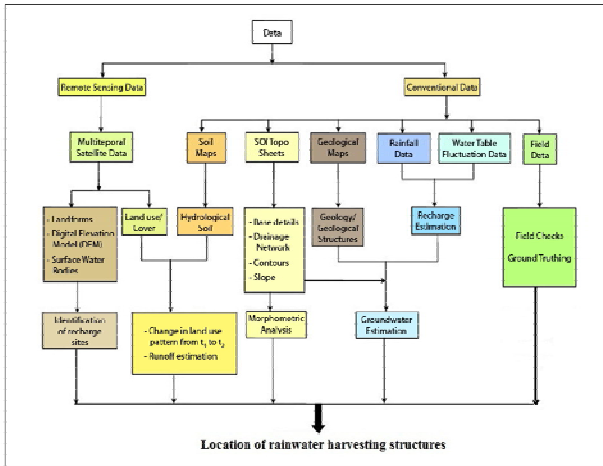 Data
Remote Sensing Data
Conventional Data
Multiteporal
Satellite Data
Soil
Maps
SOI Topo
Sheets
Geological
Maps
Rainfall
Data
Water Table
Fluctuation Data
Field
Data
- Landforms
- Digital Elevation
Model (DEM)
- Surface Water
Bodies
Land use/
Cover
Hydrological
Soil
- Base details
- Drainage
Network
- Contours
- Slope
Geology/
Geological
Structures
Recharge
Estimation
Field Checks
Ground Truthing
Identification
of recharge
sites
- Change in land use
pattern from t1 to t2
- Runoff estimation
Morphometric
Analysis
Groundwater
Estimation
Location of rainwater harvesting structures